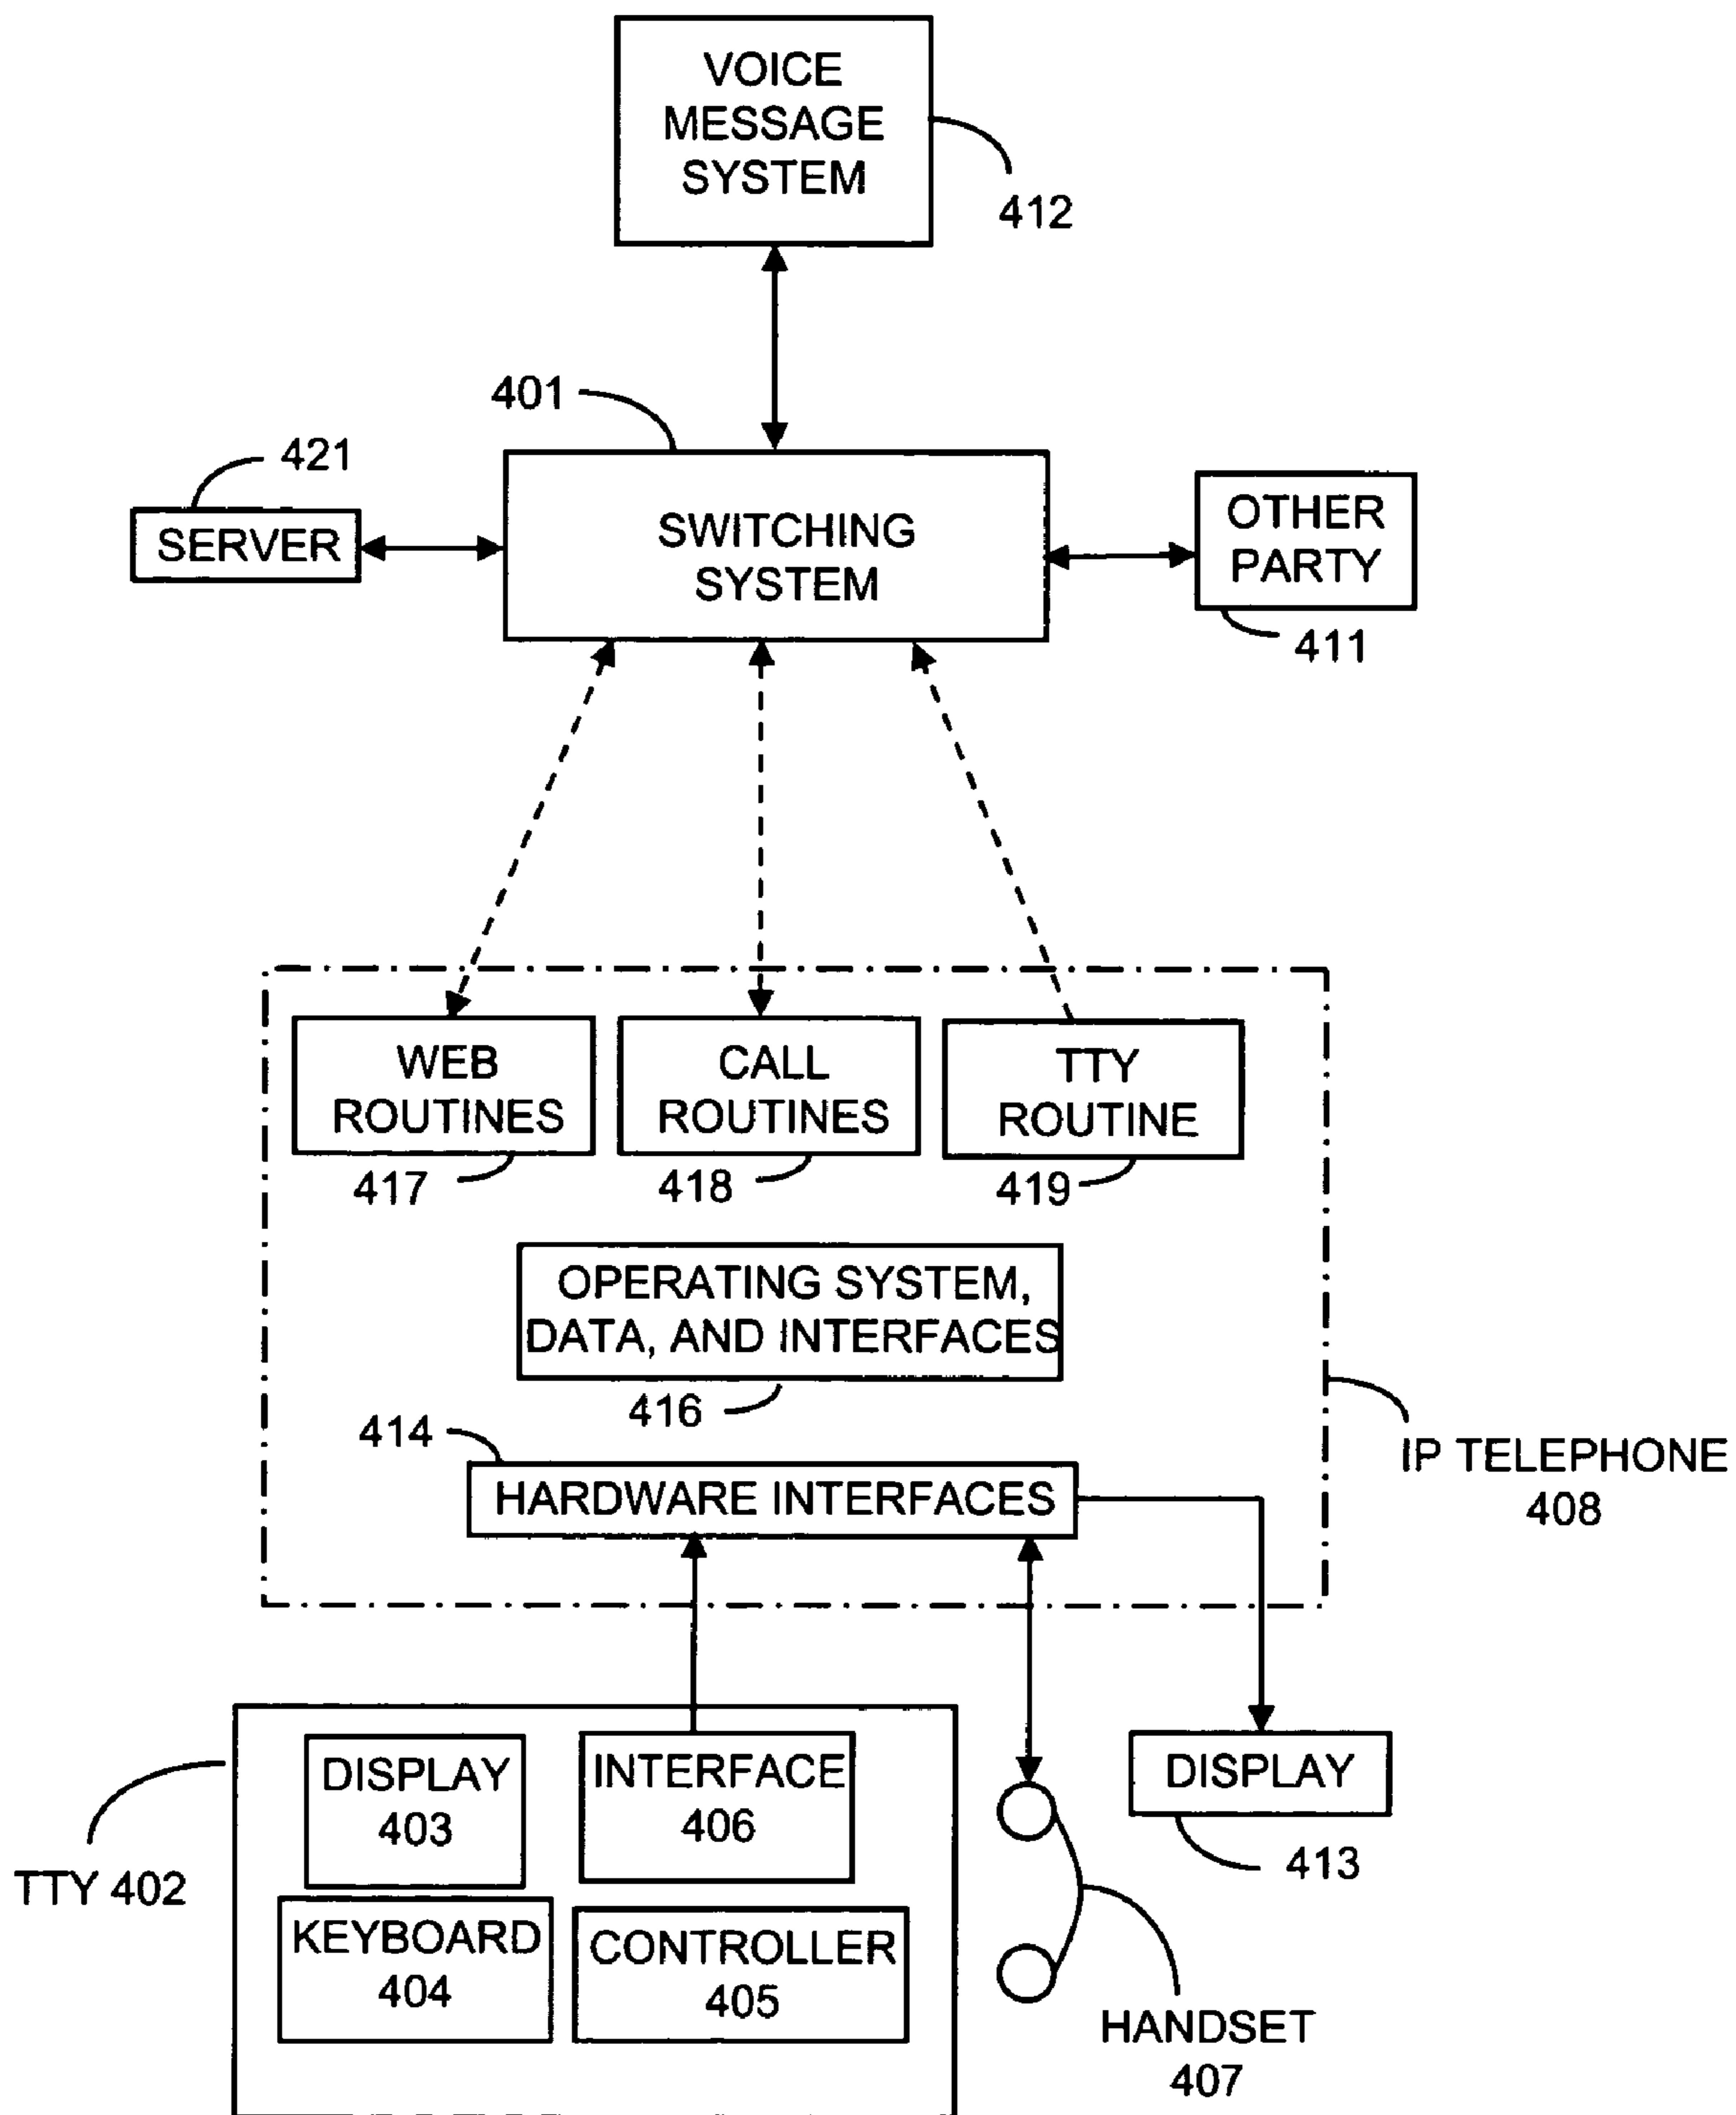 VOICE
MESSAGE
SYSTEM
412
401
421
SERVER
SWITCHING
SYSTEM
OTHER
PARTY
411
WEB
ROUTINES
417
CALL
ROUTINES
418
TTY
ROUTINE
419
OPERATING SYSTEM,
DATA, AND INTERFACES
416
414
HARDWARE INTERFACES
IP TELEPHONE
408
TTY 402
DISPLAY
403
INTERFACE
406
KEYBOARD
404
CONTROLLER
405
DISPLAY
413
HANDSET
407